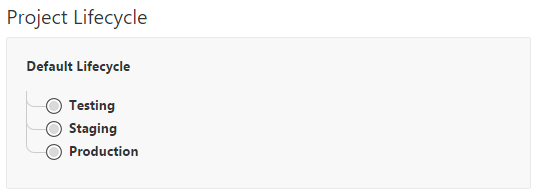 Project Lifecycle
Default Lifecycle
Testing
Staging
Production